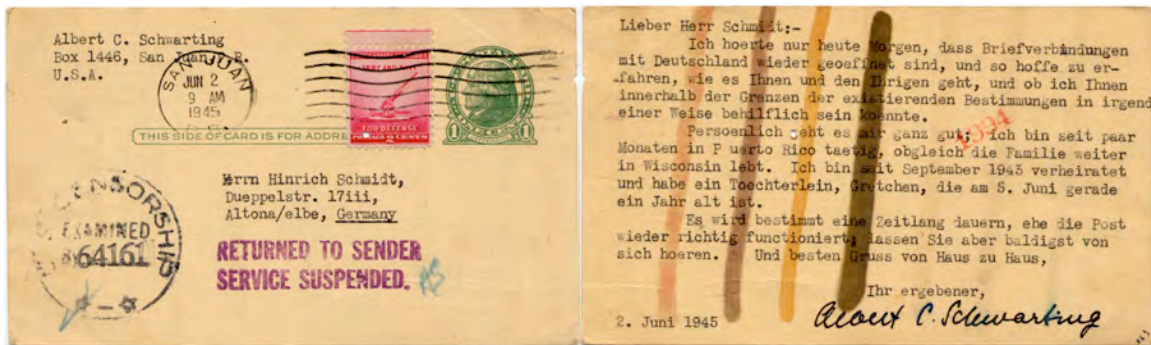 Albert C. Schwarting
Box 1446, San Juan P. R.
U.S.A.
SAN JUAN
JUN 2
9 AM
1945
P.R.
FOR DEFENSE
2
1 1
THIS SIDE OF CARD IS FOR ADDRE
U.S. CENSORSHIP
EXAMINED
By 64161
Herrn Hinrich Schmidt,
Dueppelstr. 17iii,
Altona/elbe, Germany
RETURNED TO SENDER
SERVICE SUSPENDED.
Lieber Herr Schmidt:-
Ich hoerte nur heute Morgen, dass Briefverbindungen
mit Deutschland wieder geoeffnet sind, und so hoffe zu er-
fahren, wie es Ihnen und den Ihrigen geht, und ob ich Ihnen
innerhalb der Grenzen der existierenden Bestimmungen in irgend
einer Weise behilflich sein koennte.
Persoenlich geht es mir ganz gut; ich bin seit paar
Monaten in P uerto Rico taetig, obgleich die Familie weiter
in Wisconsin lebt. Ich bin seit September 1943 verheiratet
und habe ein Toechterlein, Gretchen, die am 5. Juni gerade
ein Jahr alt ist.
Es wird bestimmt eine Zeitlang dauern, ehe die Post
wieder richtig functioniert; lassen Sie aber baldigst von
sich hoeren. Und besten Gruss von Haus zu Haus,
Ihr ergebener,
2. Juni 1945 Albert C. Schwarting